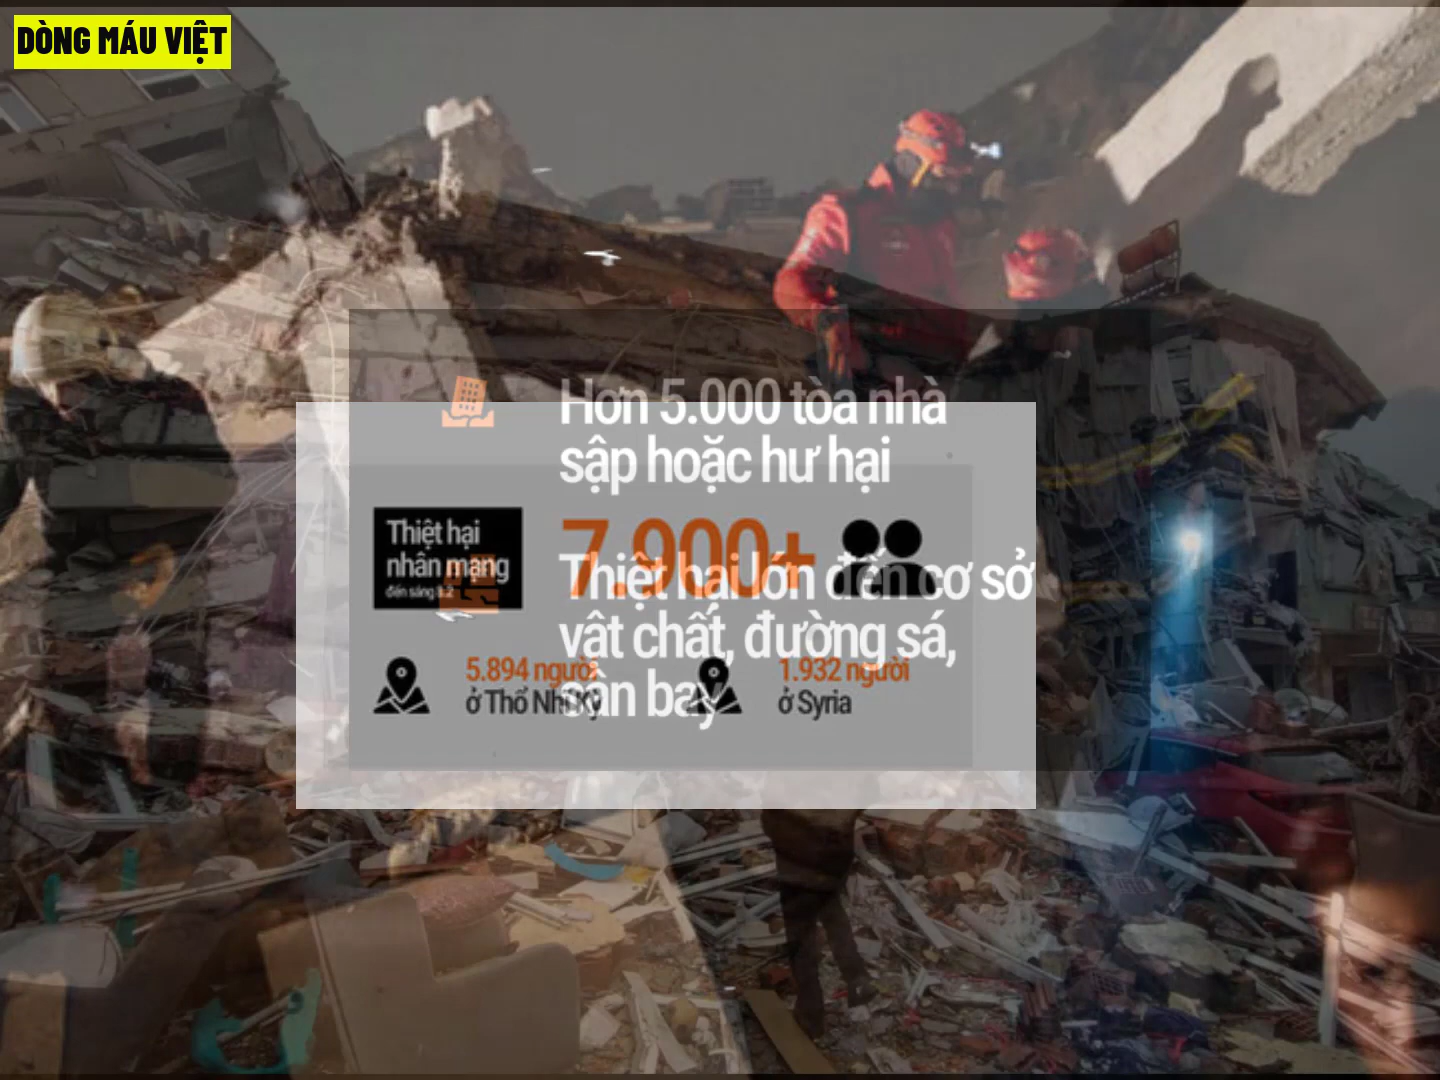 DÒNG MÁU VIỆT
Hơn 5.000 tòa nhà
sập hoặc hư hại
Thiệt hại
nhân mạng
đến sáng 8.2
7.900+
Thiệt hại lớn đến cơ sở
vật chất, đường sá,
sân bay
5.894 người
ở Thổ Nhĩ Kỳ
1.932 người
ở Syria